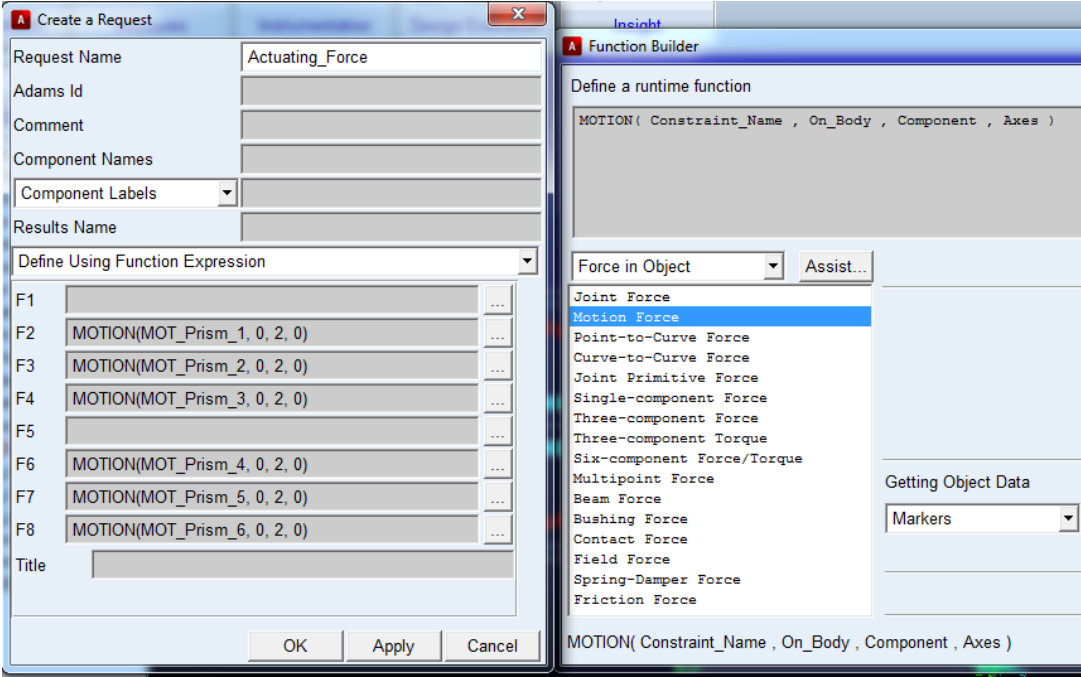 Create a Request
Request Name Actuating_Force
Adams Id
Comment
Component Names
Component Labels
Results Name
Define Using Function Expression
F1 ...
F2 MOTION(MOT_Prism_1, 0, 2, 0) ...
F3 MOTION(MOT_Prism_2, 0, 2, 0) ...
F4 MOTION(MOT_Prism_3, 0, 2, 0) ...
F5 ...
F6 MOTION(MOT_Prism_4, 0, 2, 0) ...
F7 MOTION(MOT_Prism_5, 0, 2, 0) ...
F8 MOTION(MOT_Prism_6, 0, 2, 0) ...
Title
OK Apply Cancel
Insight
Function Builder
Define a runtime function
MOTION( Constraint_Name , On_Body , Component , Axes )
Force in Object Assist...
Joint Force
Motion Force
Point-to-Curve Force
Curve-to-Curve Force
Joint Primitive Force
Single-component Force
Three-component Force
Three-component Torque
Six-component Force/Torque
Multipoint Force
Beam Force
Bushing Force
Contact Force
Field Force
Spring-Damper Force
Friction Force
Getting Object Data
Markers
MOTION( Constraint_Name , On_Body , Component , Axes )